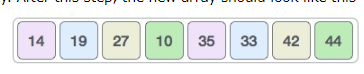 y. After this step, the new array should look like this
14 19 27 10 35 33 42 44